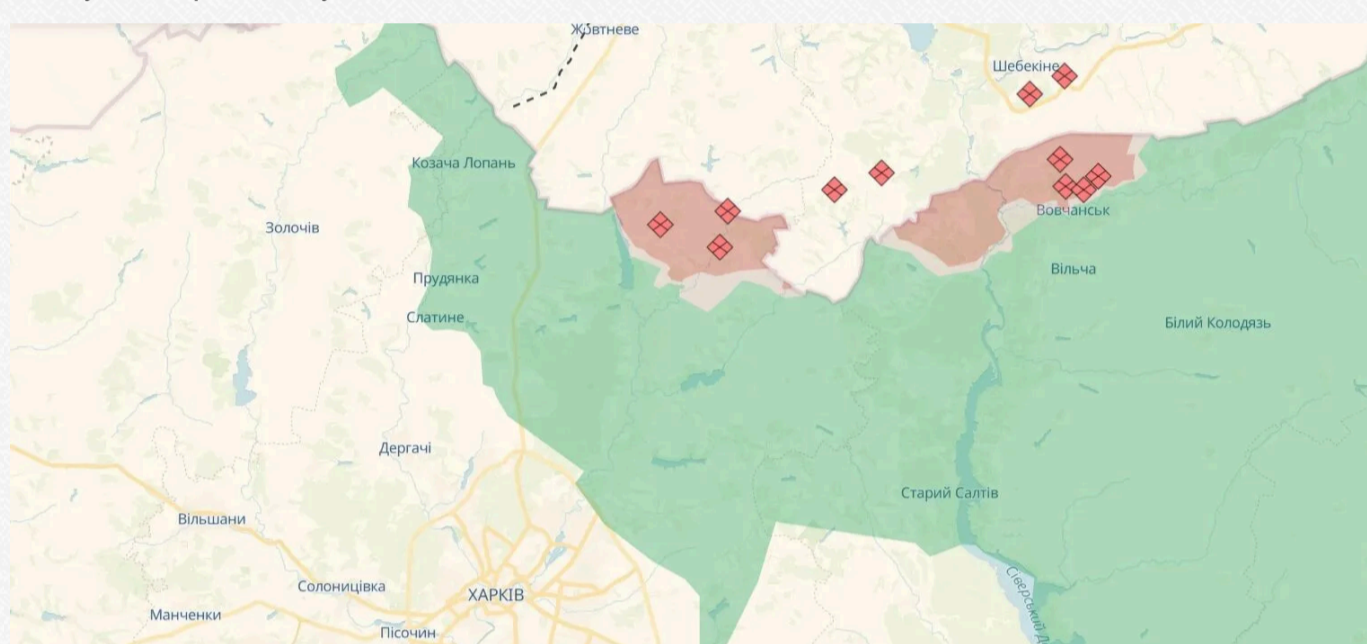 Жовтневе
Шебекіне
Козача Лопань
Вовчанськ
Золочів
Вільча
Прудянка
Слатине
Білий Колодязь
Дергачі
Старий Салтів
Вільшани
Солоницівка
ХАРКІВ
Манченки
Пісочин
Сіверський Д